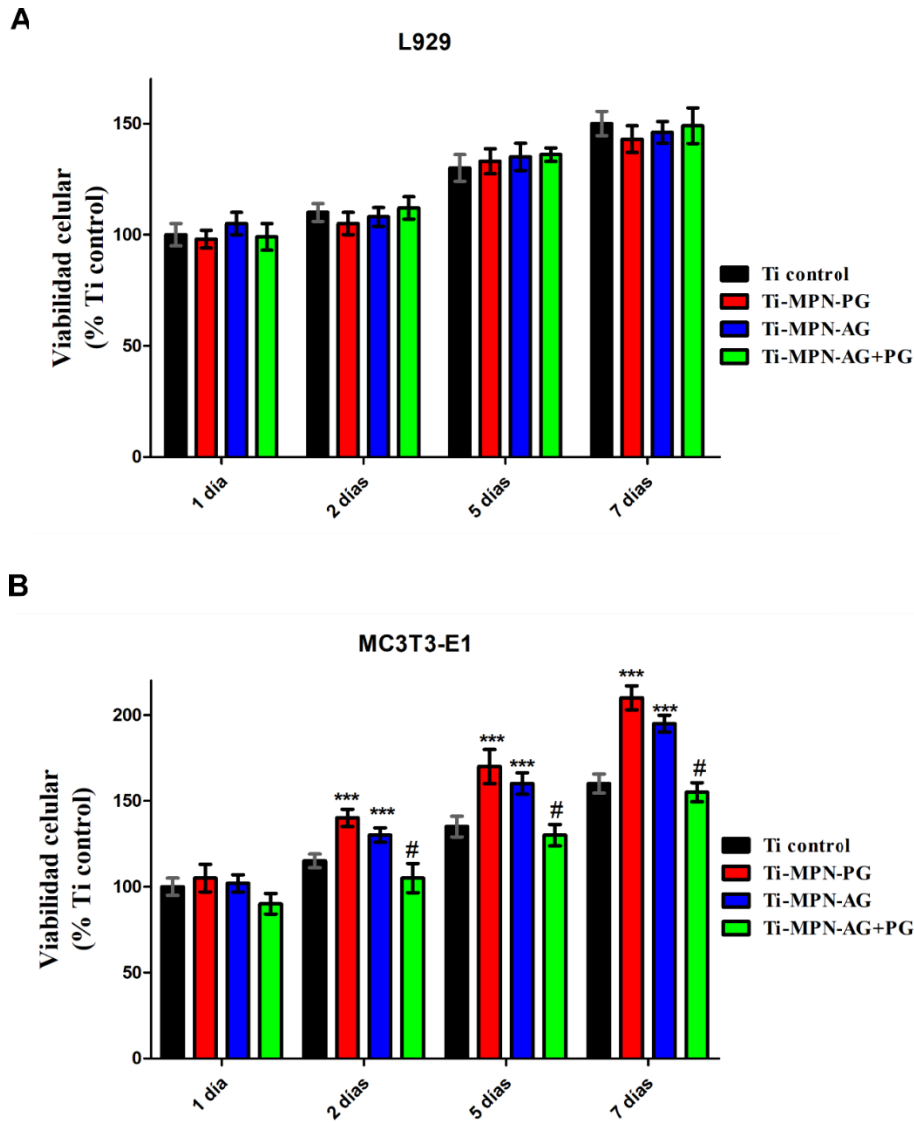 A
L929
Viabilidad celular
(% Ti control)
150
100
50
0
1 día
2 días
5 días
7 días
Ti control
Ti-MPN-PG
Ti-MPN-AG
Ti-MPN-AG+PG
B
MC3T3-E1
Viabilidad celular
(% Ti control)
200
150
100
50
0
*** *** #
*** *** #
*** *** #
1 día
2 días
5 días
7 días
Ti control
Ti-MPN-PG
Ti-MPN-AG
Ti-MPN-AG+PG